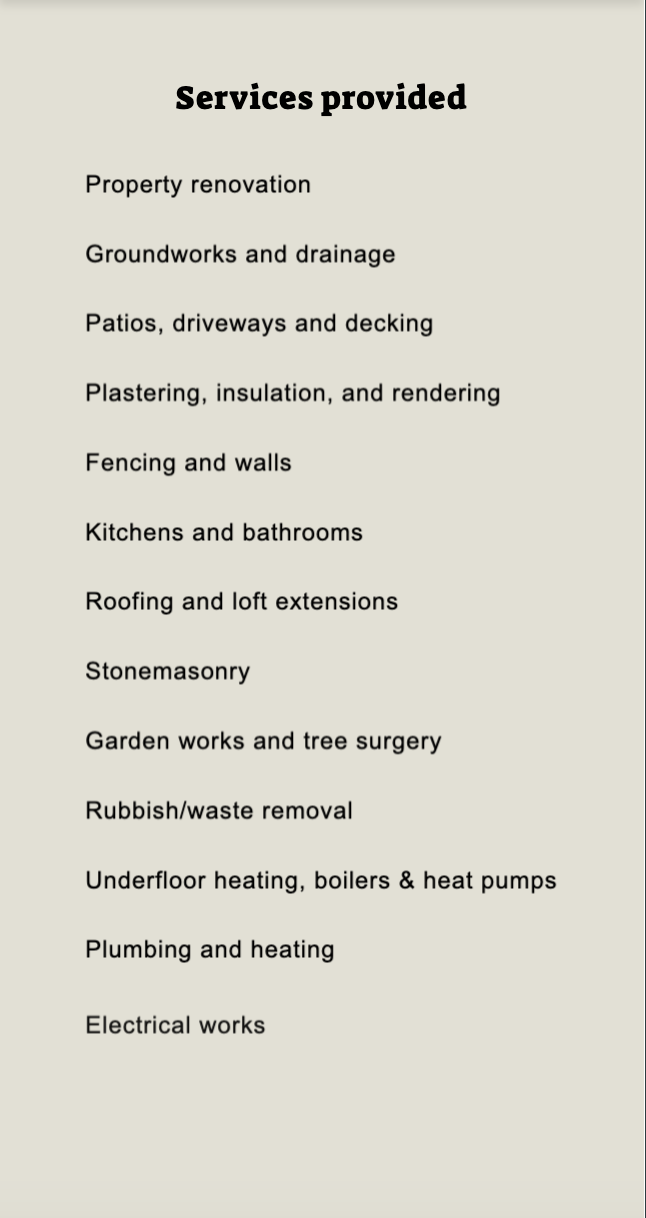 Services provided
Property renovation
Groundworks and drainage
Patios, driveways and decking
Plastering, insulation, and rendering
Fencing and walls
Kitchens and bathrooms
Roofing and loft extensions
Stonemasonry
Garden works and tree surgery
Rubbish/waste removal
Underfloor heating, boilers & heat pumps
Plumbing and heating
Electrical works